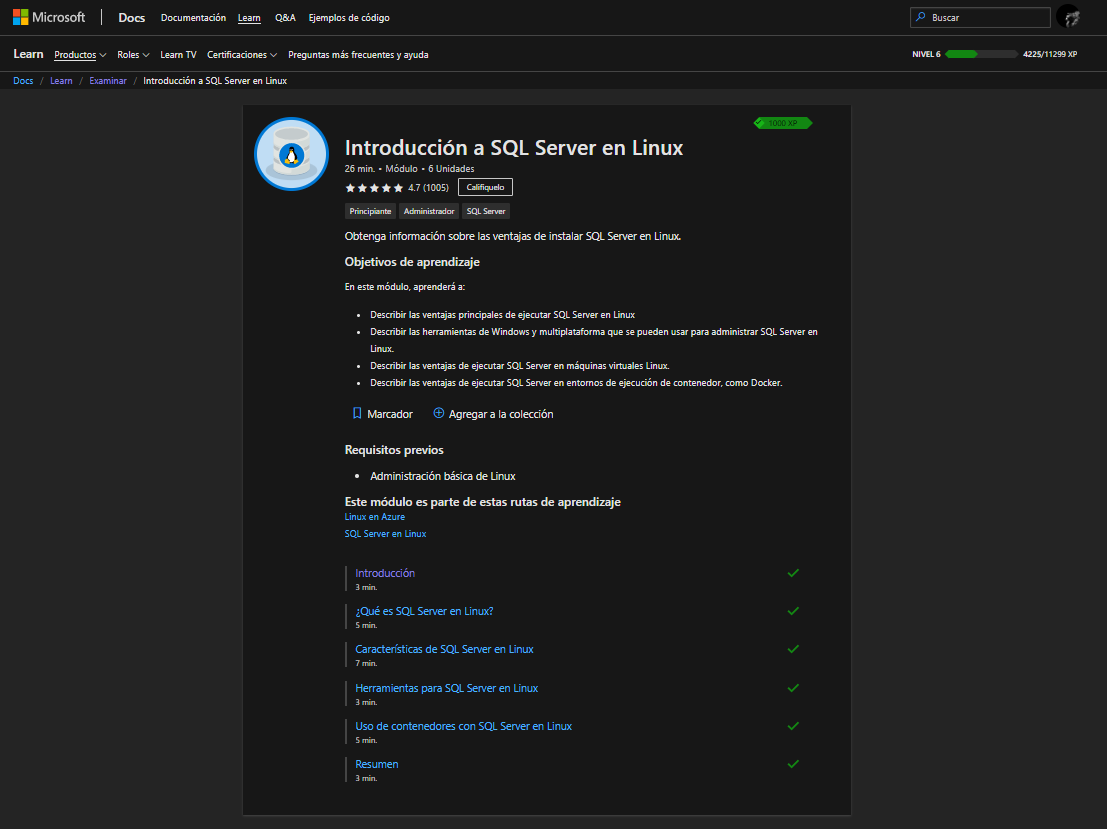 Microsoft Docs Documentación Learn Q&A Ejemplos de código Buscar
Learn Productos Roles Learn TV Certificaciones Preguntas más frecuentes y ayuda NIVEL 6 4225/11299 XP
Docs / Learn / Examinar / Introducción a SQL Server en Linux
1000 XP
Introducción a SQL Server en Linux
26 min. • Módulo • 6 Unidades
4.7 (1005) Califíquelo
Principiante Administrador SQL Server
Obtenga información sobre las ventajas de instalar SQL Server en Linux.
Objetivos de aprendizaje
En este módulo, aprenderá a:
• Describir las ventajas principales de ejecutar SQL Server en Linux
• Describir las herramientas de Windows y multiplataforma que se pueden usar para administrar SQL Server en
Linux.
• Describir las ventajas de ejecutar SQL Server en máquinas virtuales Linux.
• Describir las ventajas de ejecutar SQL Server en entornos de ejecución de contenedor, como Docker.
Marcador Agregar a la colección
Requisitos previos
• Administración básica de Linux
Este módulo es parte de estas rutas de aprendizaje
Linux en Azure
SQL Server en Linux
Introducción
3 min.
¿Qué es SQL Server en Linux?
5 min.
Características de SQL Server en Linux
7 min.
Herramientas para SQL Server en Linux
3 min.
Uso de contenedores con SQL Server en Linux
5 min.
Resumen
3 min.